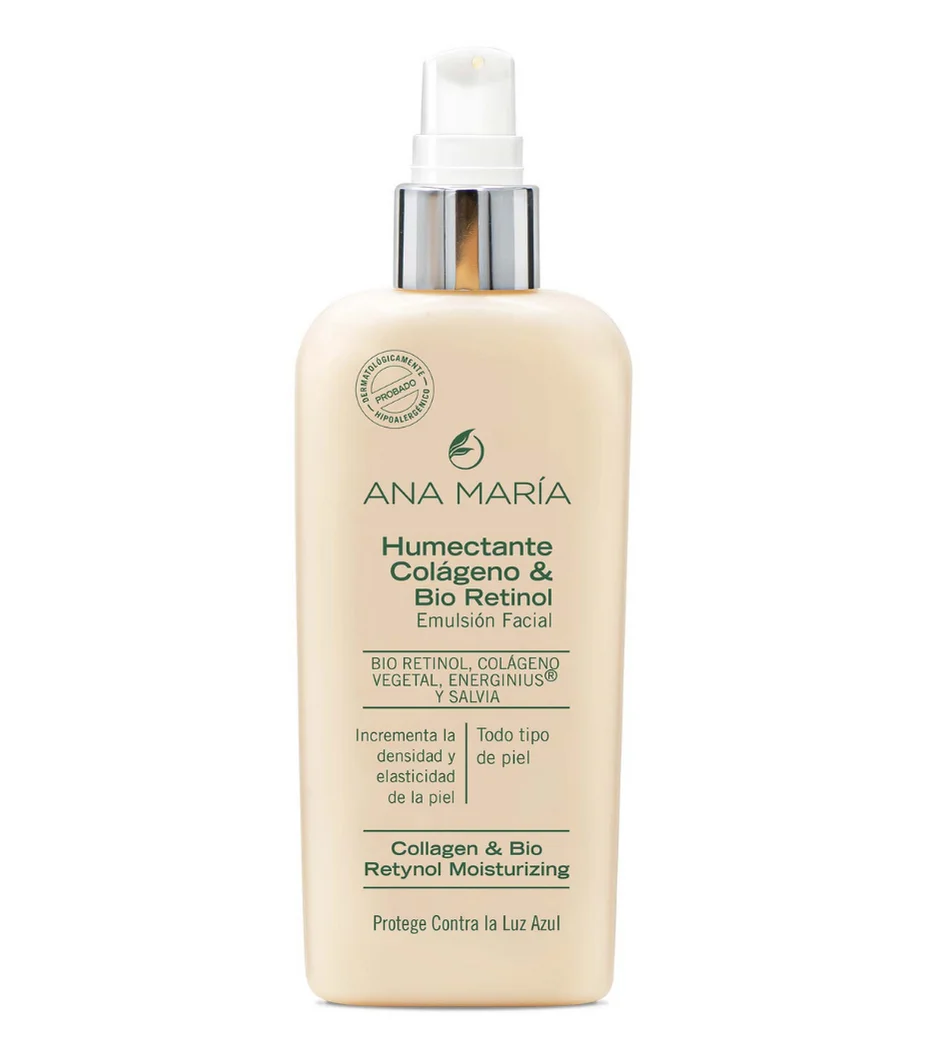 DERMATOLÓGICAMENTE
PROBADO
HIPOALERGÉNICO
ANA MARÍA
Humectante
Colágeno &
Bio Retinol
Emulsión Facial
BIO RETINOL, COLÁGENO
VEGETAL, ENERGINIUS®
Y SALVIA
Incrementa la
densidad y
elasticidad
de la piel
Todo tipo
de piel
Collagen & Bio
Retynol Moisturizing
Protege Contra la Luz Azul